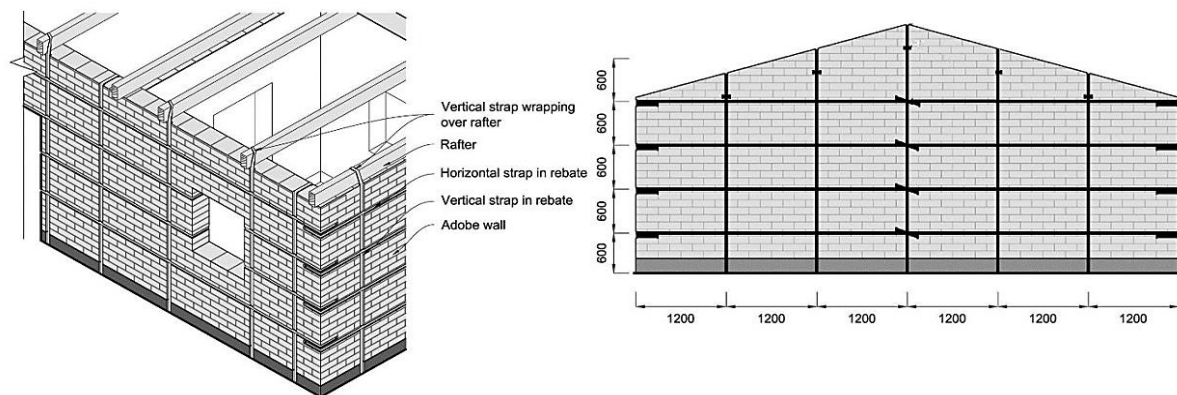 Vertical strap wrapping
over rafter
Rafter
Horizontal strap in rebate
Vertical strap in rebate
Adobe wall
600
600
600
600
600
1200
1200
1200
1200
1200
1200